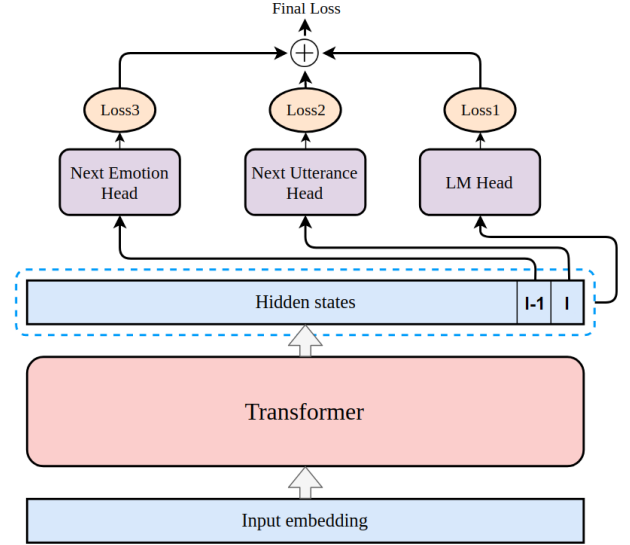 Final Loss
Loss3
Loss2
Loss1
Next Emotion
Head
Next Utterance
Head
LM Head
Hidden states
l-1
l
Transformer
Input embedding